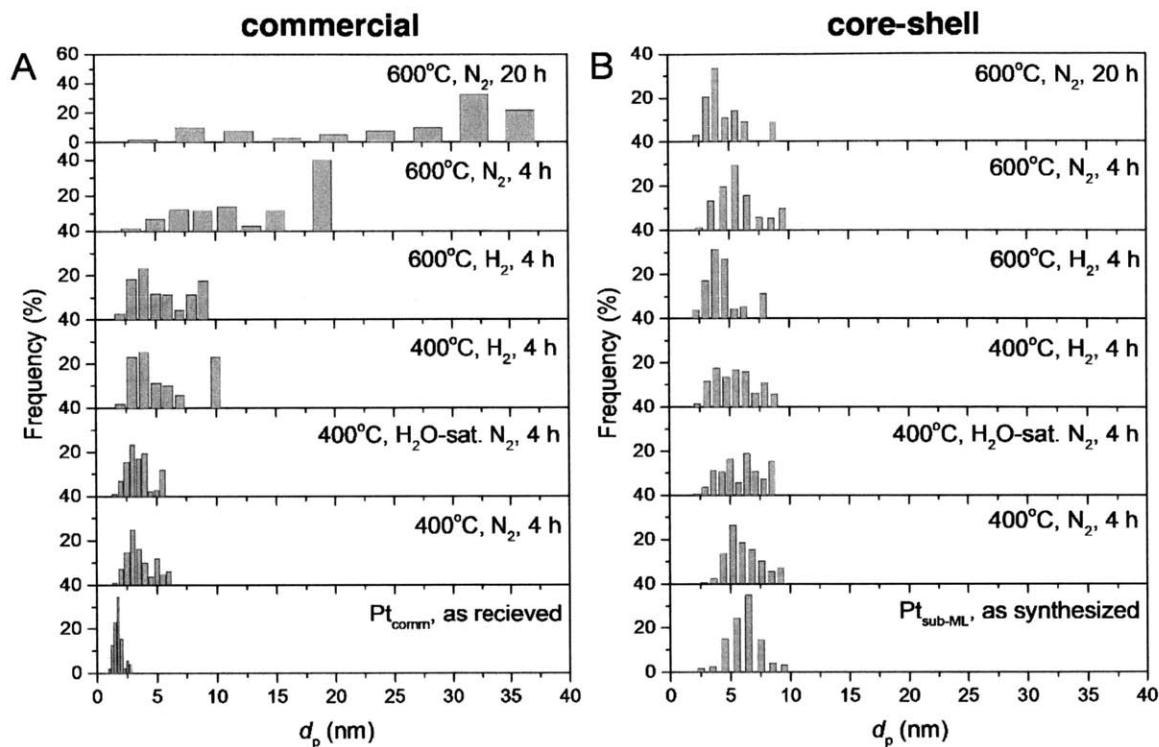 commercial
core-shell
A
B
Frequency (%)
60
40
20
0
600°C, N₂, 20 h
40
20
600°C, N₂, 4 h
40
20
600°C, H₂, 4 h
40
20
400°C, H₂, 4 h
40
20
400°C, H₂O-sat. N₂, 4 h
40
20
400°C, N₂, 4 h
40
20
0
Pt_comm, as recieved
0 5 10 15 20 25 30 35 40
d_p (nm)
Frequency (%)
40
20
0
600°C, N₂, 20 h
40
20
600°C, N₂, 4 h
40
20
600°C, H₂, 4 h
40
20
400°C, H₂, 4 h
40
20
400°C, H₂O-sat. N₂, 4 h
40
20
400°C, N₂, 4 h
40
20
0
Pt_sub-ML, as synthesized
0 5 10 15 20 25 30 35 40
d_p (nm)